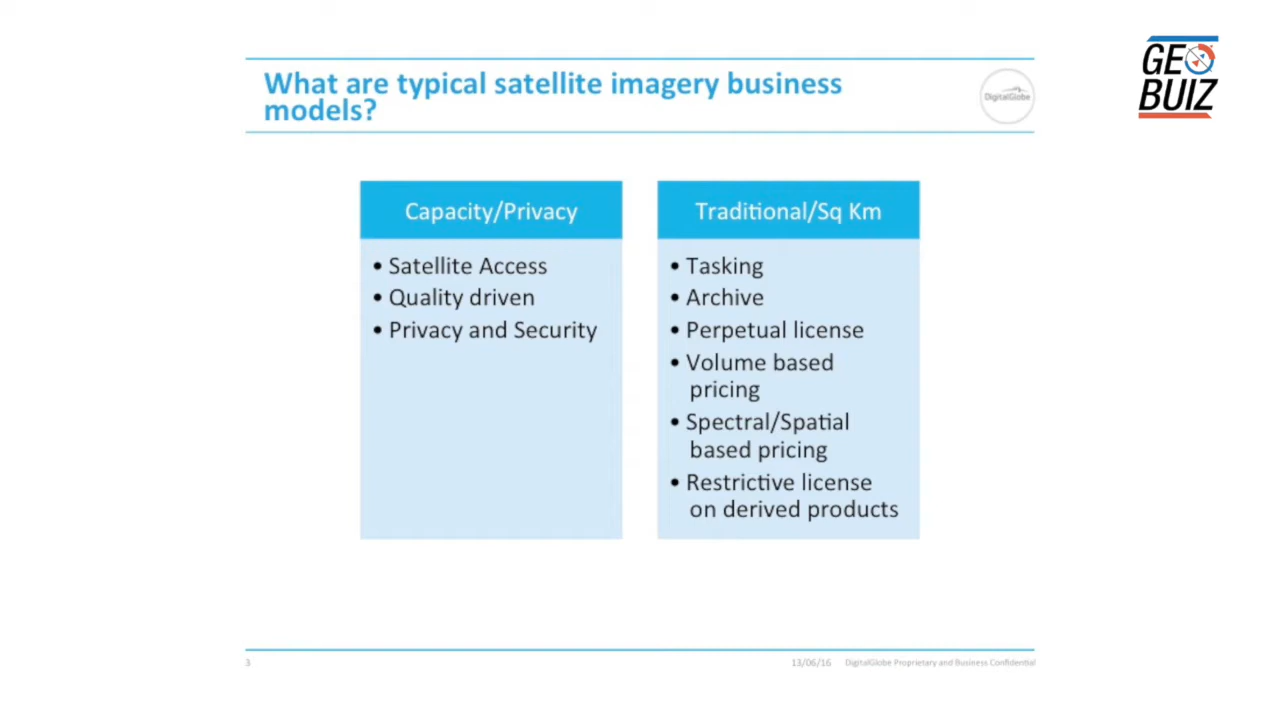 What are typical satellite imagery business
models?
DigitalGlobe
GEO
BUIZ
Capacity/Privacy
• Satellite Access
• Quality driven
• Privacy and Security
Traditional/Sq Km
• Tasking
• Archive
• Perpetual license
• Volume based
pricing
• Spectral/Spatial
based pricing
• Restrictive license
on derived products
3
13/06/16 DigitalGlobe Proprietary and Business Confidential